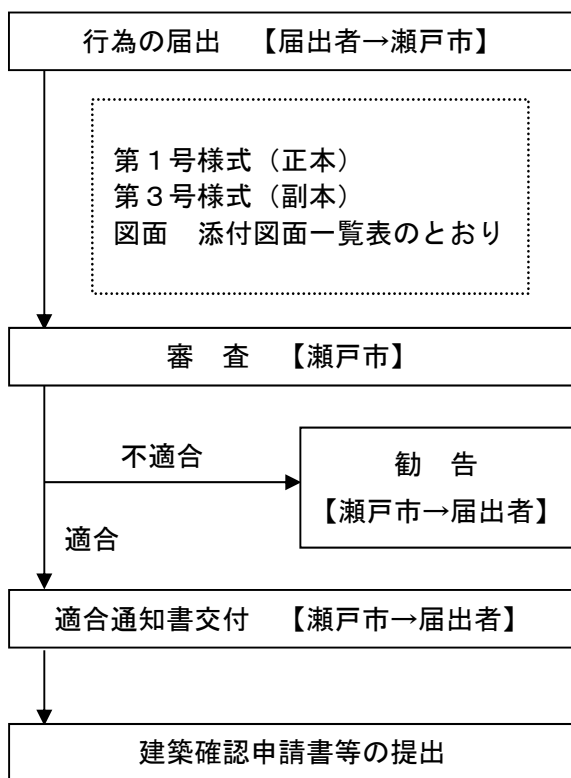 行為の届出　【届出者→瀬戸市】
第１号様式（正本）
第３号様式（副本）
図面　添付図面一覧表のとおり
審　査　【瀬戸市】
不適合
勧　告
【瀬戸市→届出者】
適合
適合通知書交付　【瀬戸市→届出者】
建築確認申請書等の提出